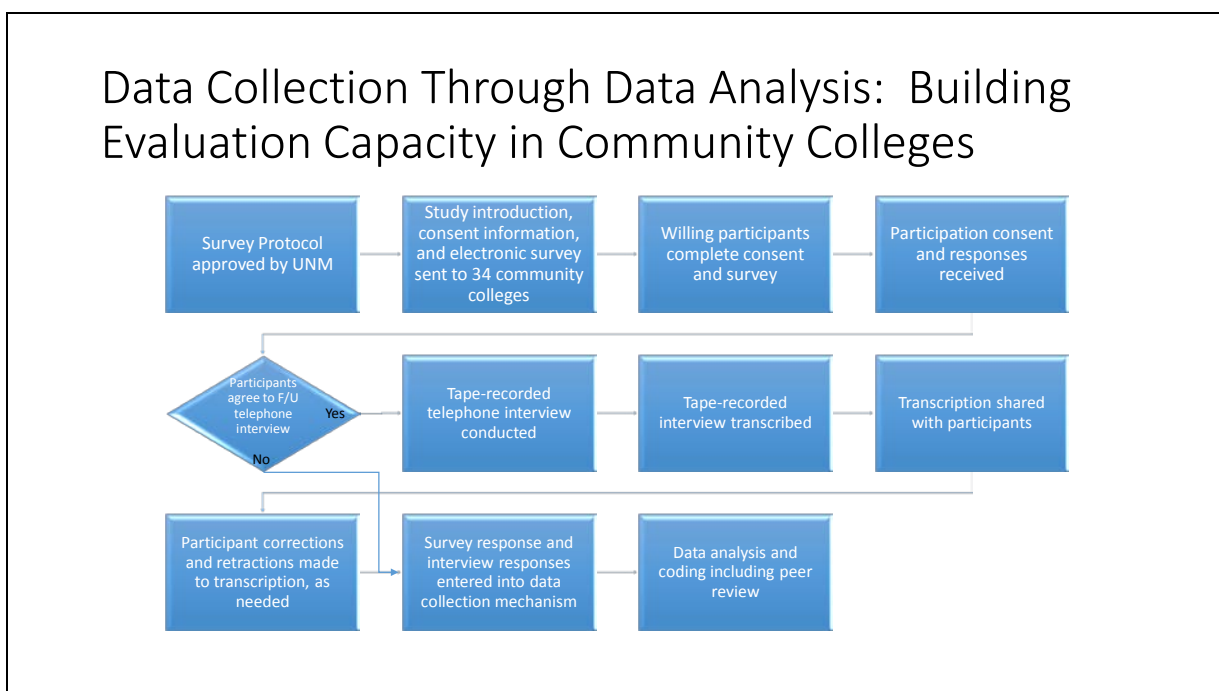 Data Collection Through Data Analysis:  Building
Evaluation Capacity in Community Colleges
Survey Protocol
approved by UNM
Study introduction,
consent information,
and electronic survey
sent to 34 community
colleges
Willing participants
complete consent
and survey
Participation consent
and responses
received
Participants
agree to F/U
telephone
interview
Yes
No
Tape-recorded
telephone interview
conducted
Tape-recorded
interview transcribed
Transcription shared
with participants
Participant corrections
and retractions made
to transcription, as
needed
Survey response and
interview responses
entered into data
collection mechanism
Data analysis and
coding including peer
review